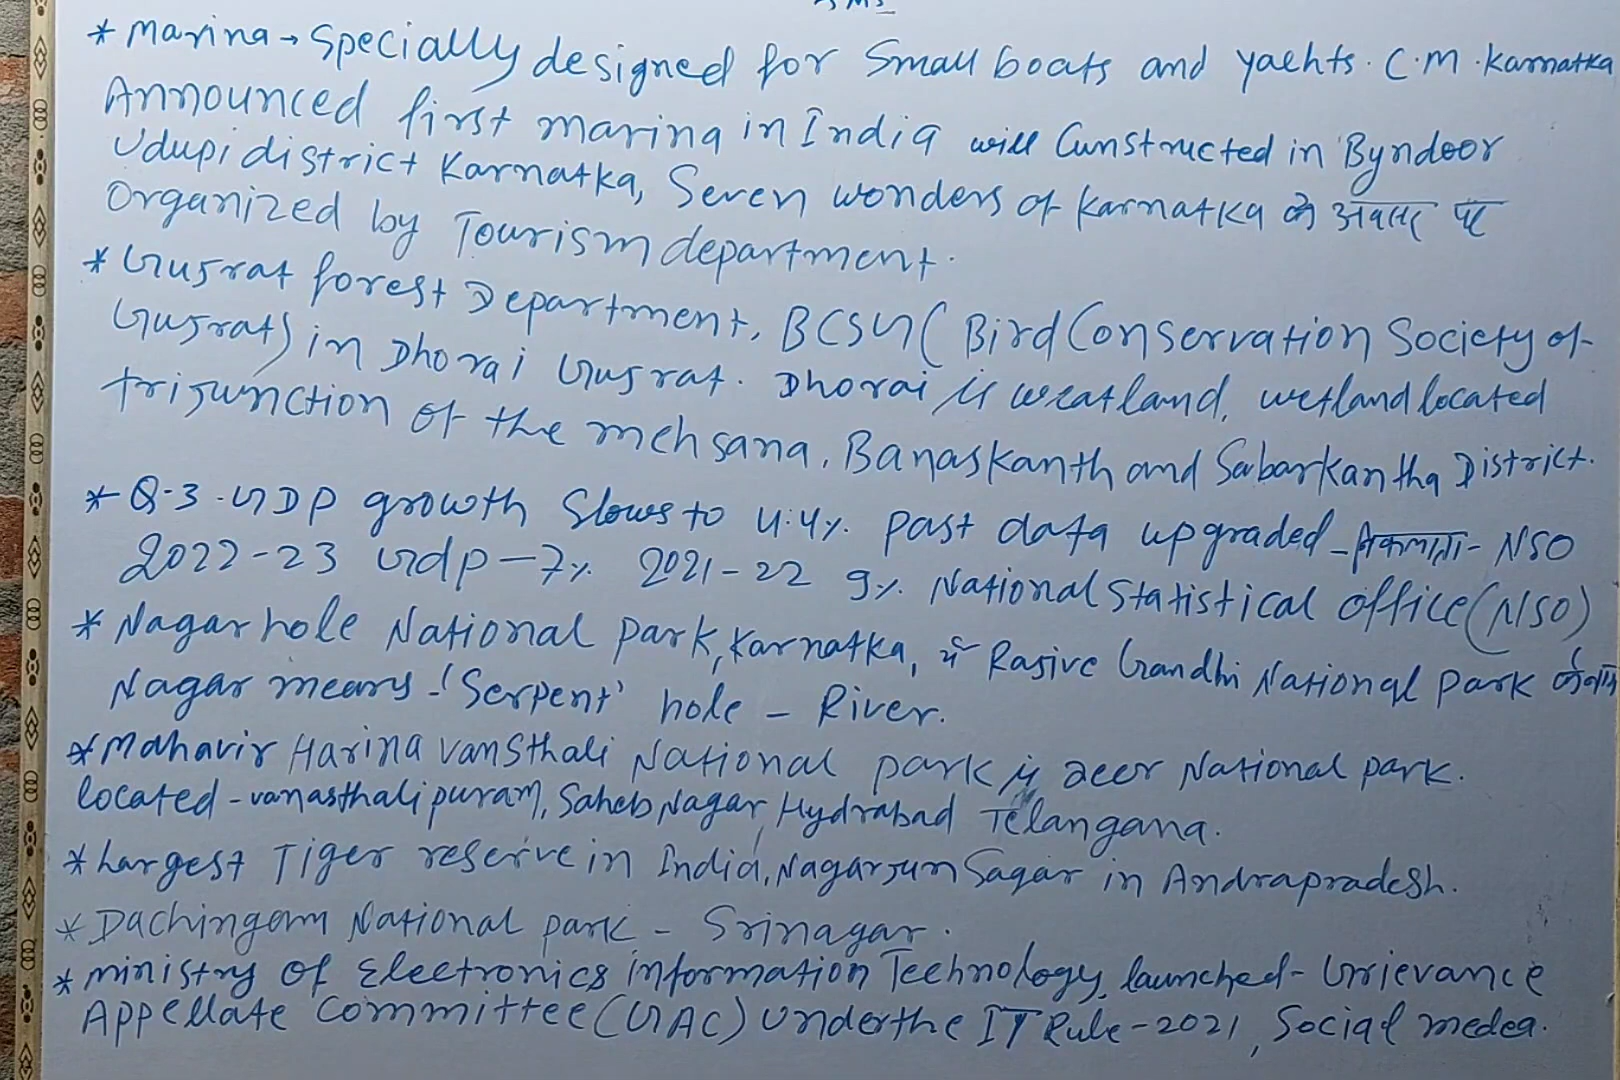 * Marina → Specially designed for Small boats and yachts. C.M. Karnatka
Announced first marina in India will Cunstructed in Byndoor
Udupi district Karnatka, Seven wonders of Karnatka के अवसर पर
Organized by Tourism department.
* Gujrat forest Department, BCSG (Bird Conservation Society of
Gujrat) in Dhorai Gujrat. Dhorai is weatland, wetland located
trijunction of the mehsana, Banaskanth and Sabarkantha District.
* Q-3 GDP growth Slows to 4.4% past data upgraded - NSO
2022-23 Gdp - 7% 2021-22 9% National Statistical office (NSO)
* Nagarhole National park, Karnatka, में Rajive Gandhi National park
Nagar means - 'Serpent' hole - River.
* Mahavir Harina vansthali National park is deer National park.
located - vanasthalipuram, Saheb Nagar, Hydrabad Telangana.
* Largest Tiger reserve in India, Nagarjun Sagar in Andrapradesh.
* Dachingam National park - Srinagar.
* ministry of Electronics information Technology, launched - Grievance
Appellate Committee (GAC) Under the IT Rule - 2021, Social medea.